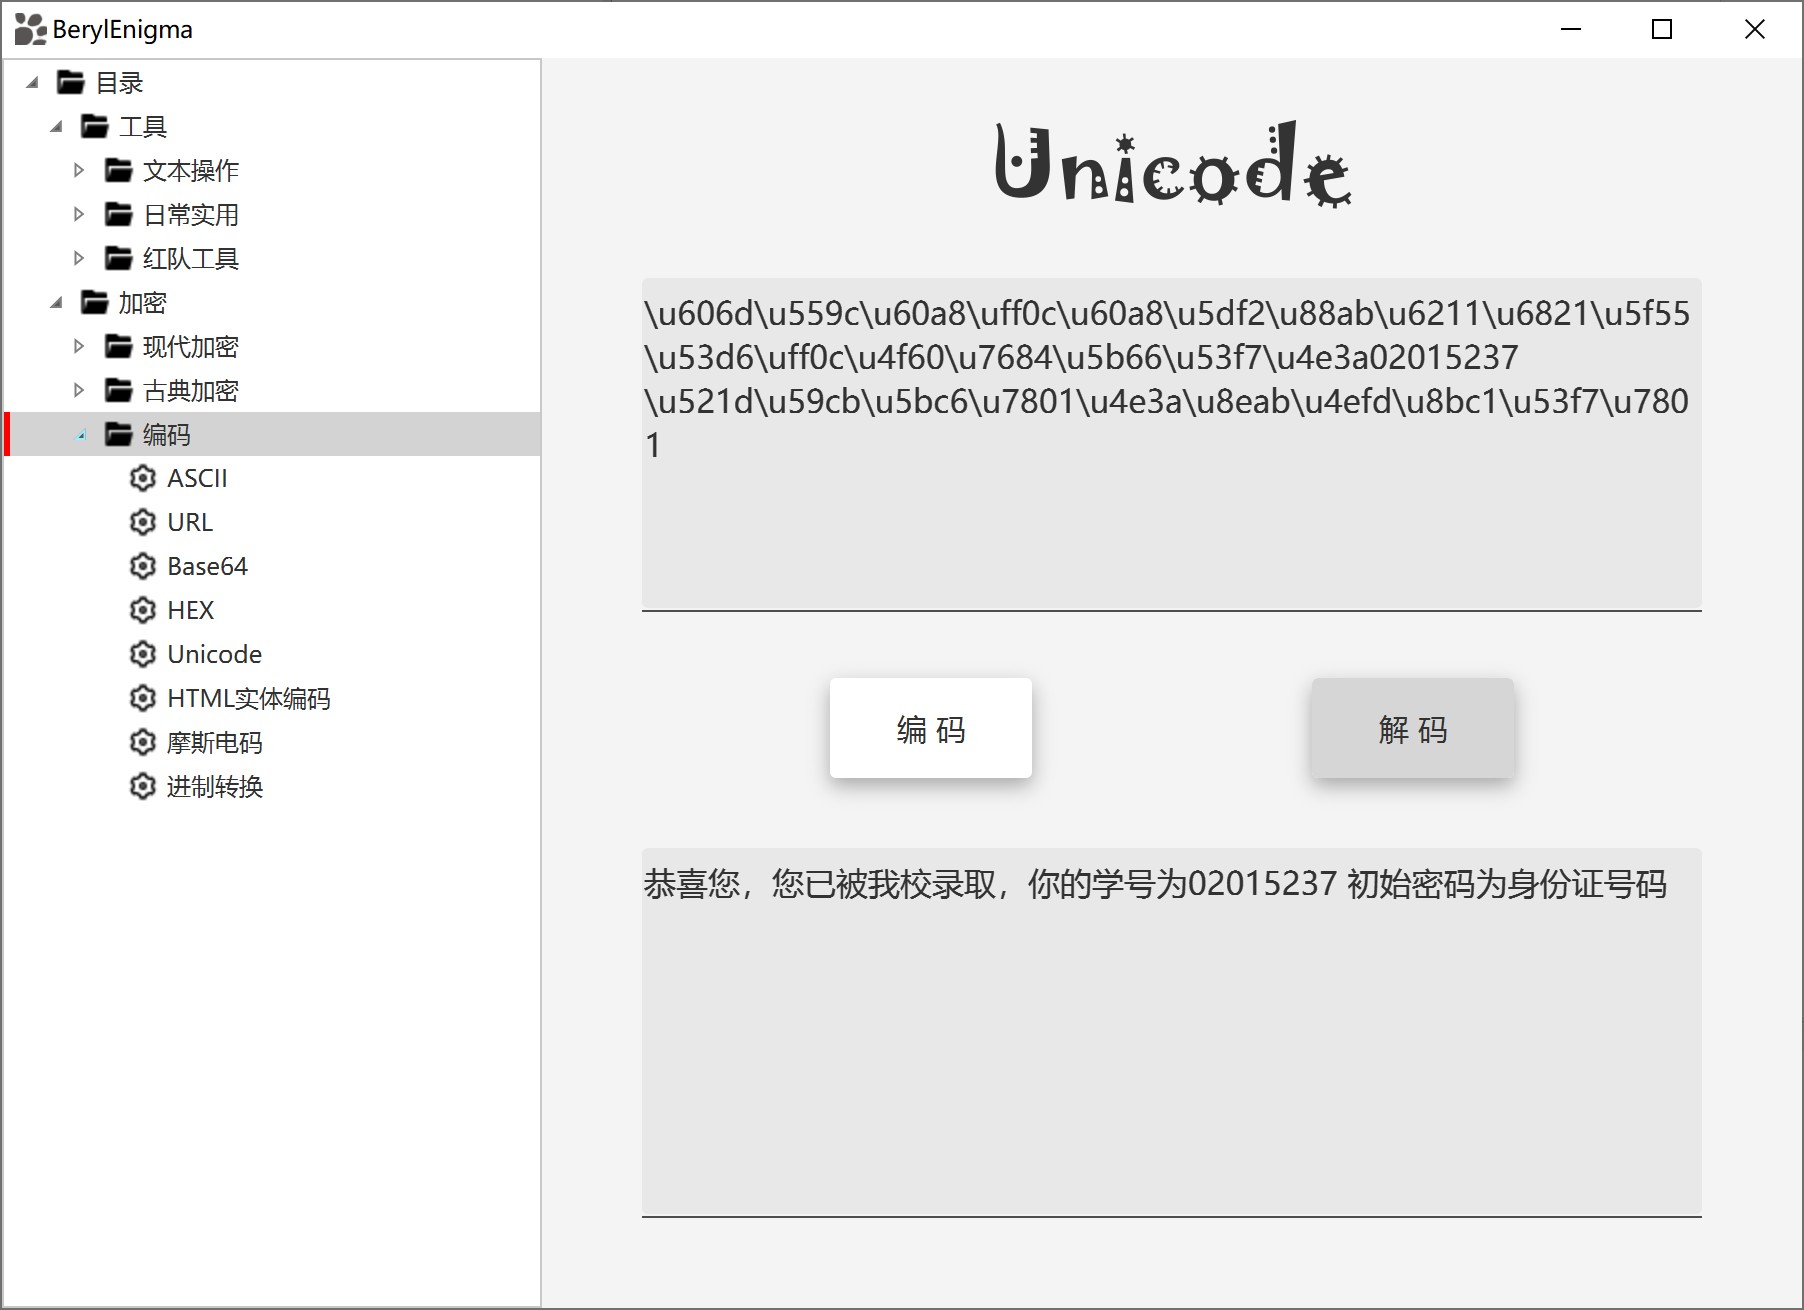 BerylEnigma
目录
工具
文本操作
日常实用
红队工具
加密
现代加密
古典加密
编码
ASCII
URL
Base64
HEX
Unicode
HTML实体编码
摩斯电码
进制转换
Unicode
\u606d\u559c\u60a8\uff0c\u60a8\u5df2\u88ab\u6211\u6821\u5f55
\u53d6\uff0c\u4f60\u7684\u5b66\u53f7\u4e3a02015237
\u521d\u59cb\u5bc6\u7801\u4e3a\u8eab\u4efd\u8bc1\u53f7\u780
1
编 码
解 码
恭喜您，您已被我校录取，你的学号为02015237 初始密码为身份证号码